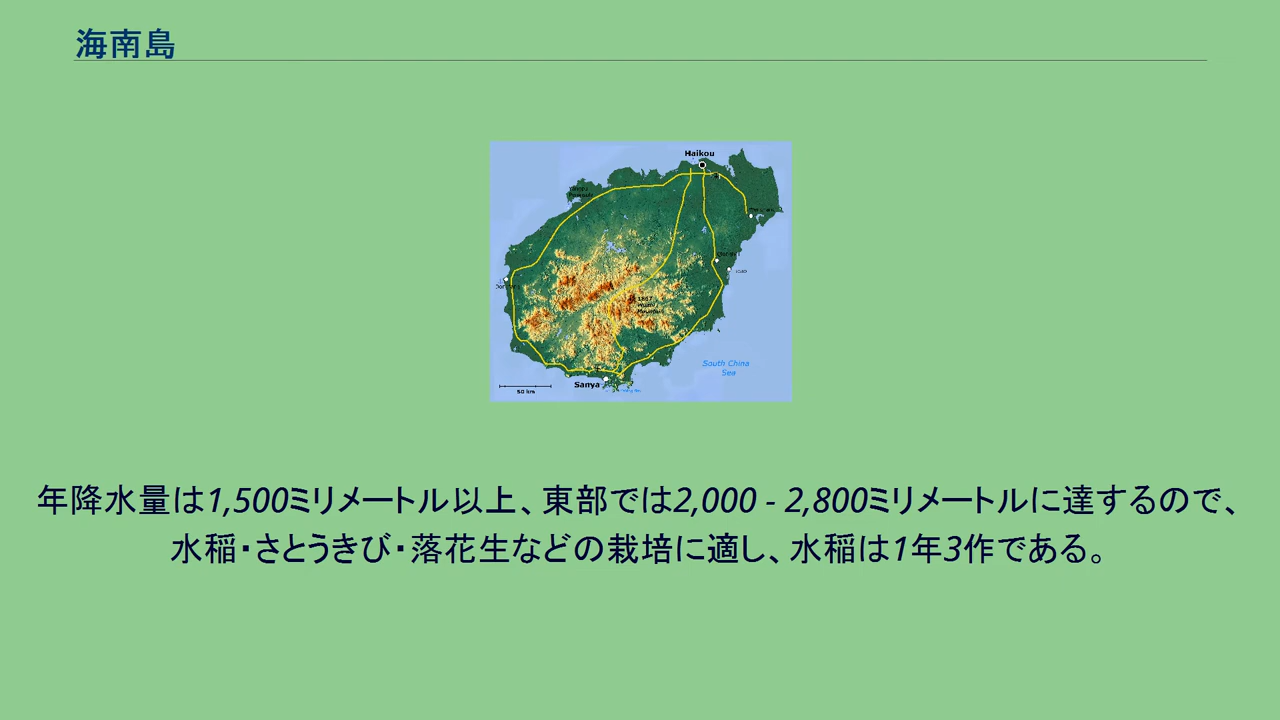 海南島
Haikou
1867
South China
Sea
Sanya
50 km
年降水量は1,500ミリメートル以上、東部では2,000 - 2,800ミリメートルに達するので、
水稲・さとうきび・落花生などの栽培に適し、水稲は1年3作である。